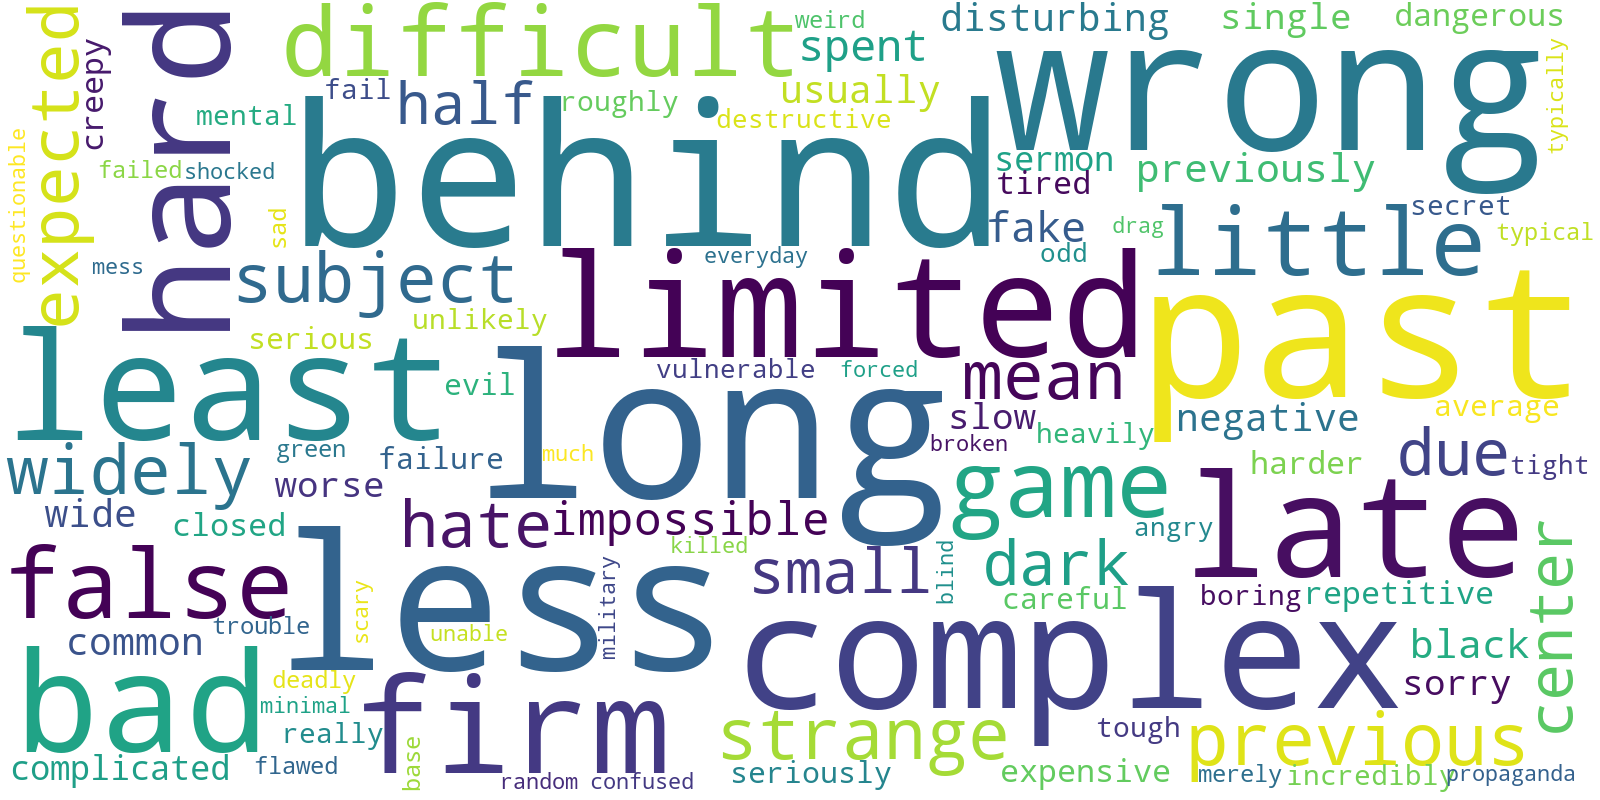 difficult
weird
spent
disturbing
single
dangerous
expected
creepy
hard
fail
half
roughly
usually
destructive
wrong
typically
mental
behind
sermon
tired
previously
questionable
failed
shocked
sad
fake
drag
little
secret
typical
mess
subject
everyday
odd
limited
past
serious
unlikely
least
evil
long
vulnerable
forced
mean
slow
broken
heavily
negative
average
widely
green
failure
much
worse
game
harder
due
tight
wide
closed
hate
impossible
killed
late
angry
false
less
scary
military
small
blind
dark
careful
boring
repetitive
center
common
trouble
unable
complex
black
sorry
bad
deadly
minimal
firm
really
strange
tough
previous
complicated
flawed
base
random
confused
seriously
expensive
merely
incredibly
propaganda